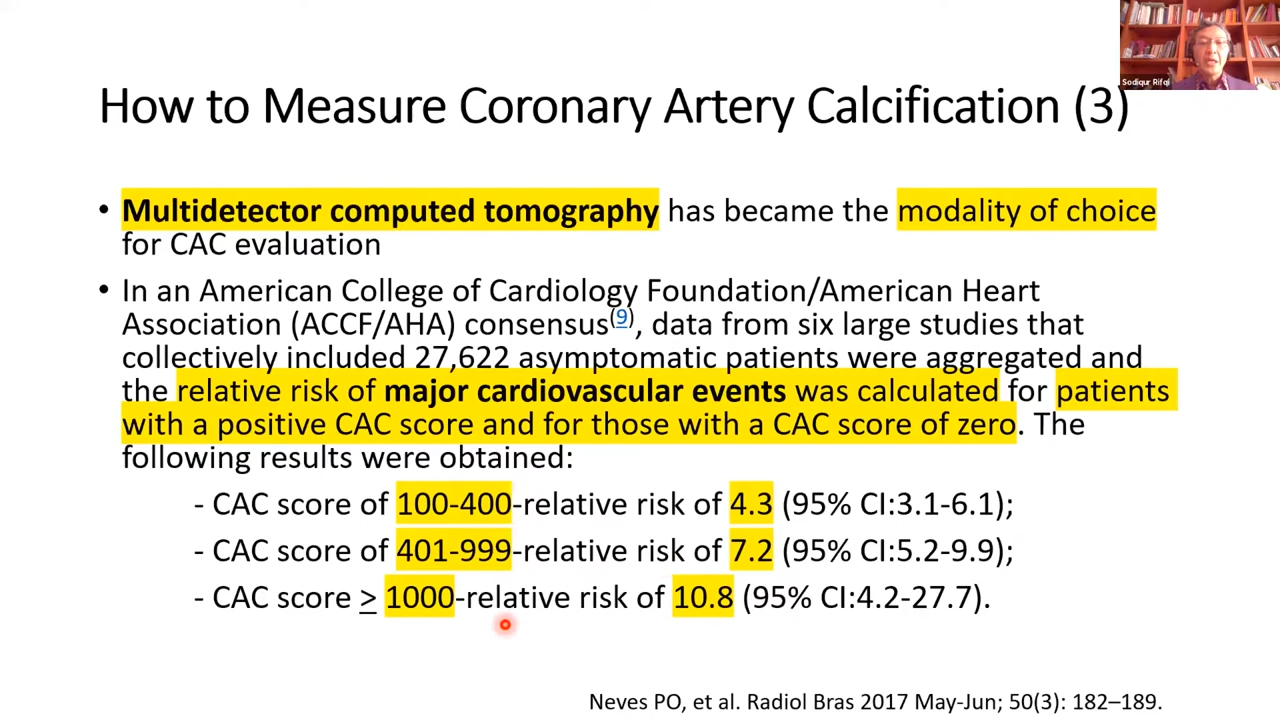 Sodiqur Rifqi
How to Measure Coronary Artery Calcification (3)
• Multidetector computed tomography has became the modality of choice
for CAC evaluation
• In an American College of Cardiology Foundation/American Heart
Association (ACCF/AHA) consensus(9), data from six large studies that
collectively included 27,622 asymptomatic patients were aggregated and
the relative risk of major cardiovascular events was calculated for patients
with a positive CAC score and for those with a CAC score of zero. The
following results were obtained:
- CAC score of 100-400-relative risk of 4.3 (95% CI:3.1-6.1);
- CAC score of 401-999-relative risk of 7.2 (95% CI:5.2-9.9);
- CAC score > 1000-relative risk of 10.8 (95% CI:4.2-27.7).
Neves PO, et al. Radiol Bras 2017 May-Jun; 50(3): 182–189.